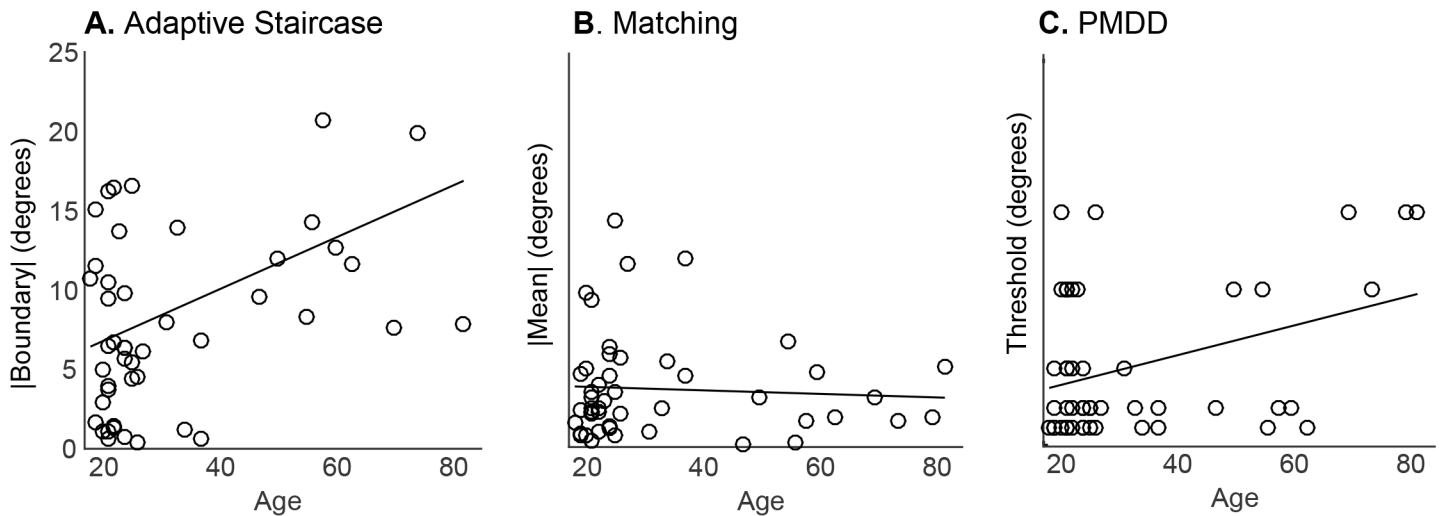 A. Adaptive Staircase
|Boundary| (degrees)
25
20
15
10
5
0
20 40 60 80
Age
B. Matching
|Mean| (degrees)
20 40 60 80
Age
C. PMDD
Threshold (degrees)
20 40 60 80
Age